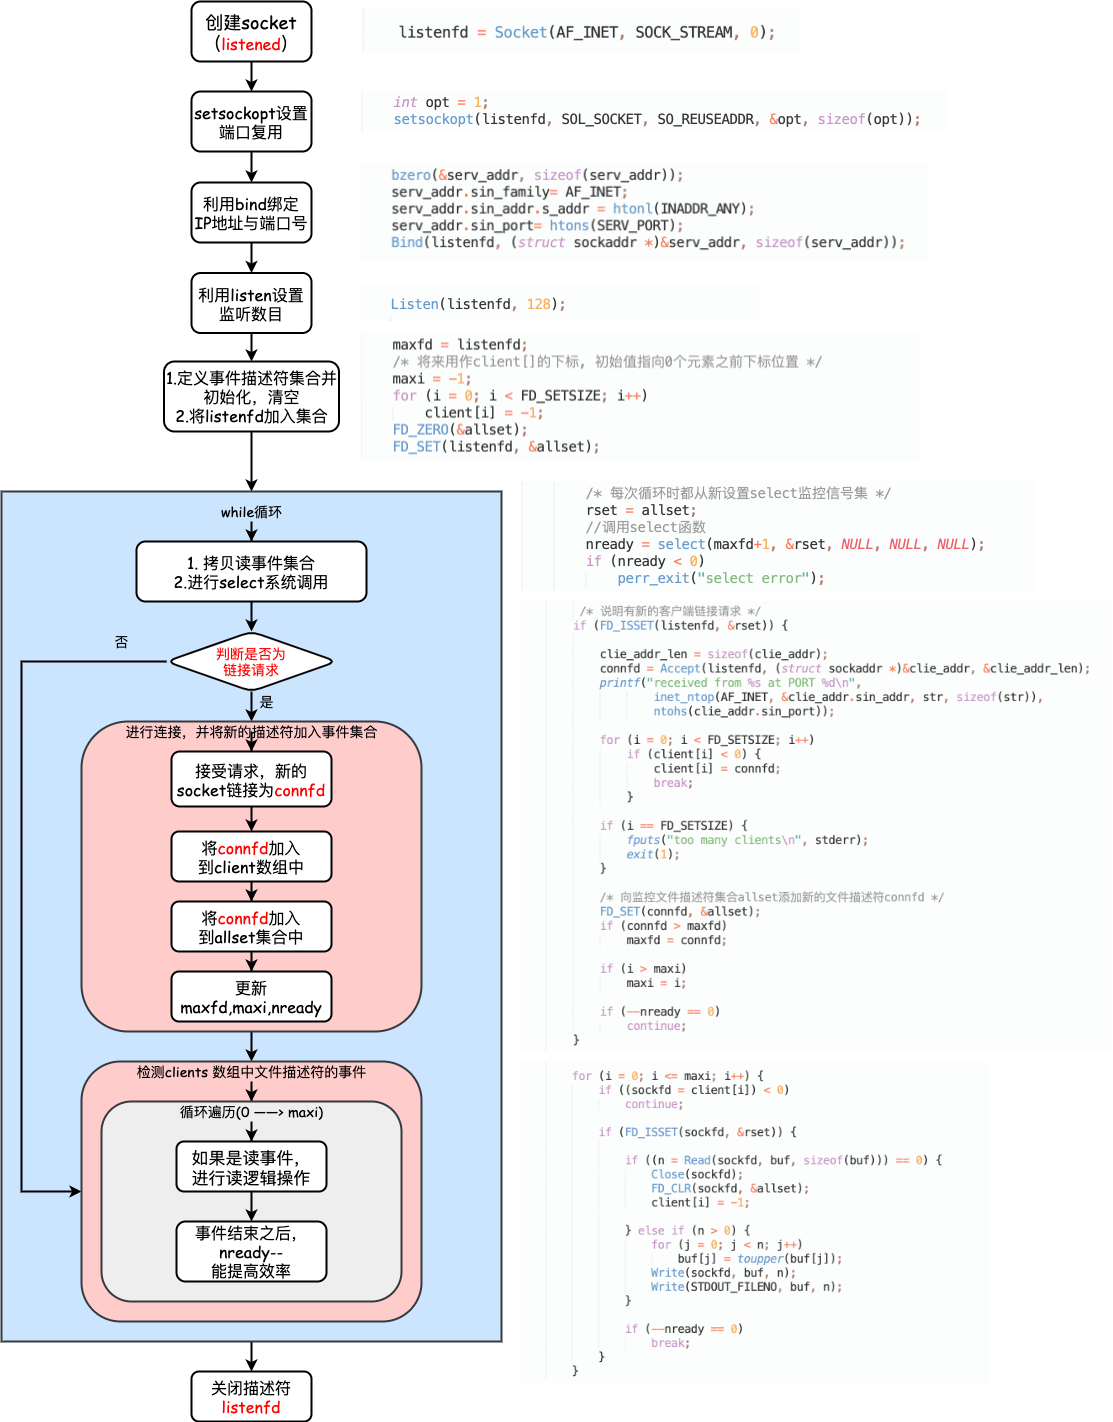 创建socket
（listened）
listenfd = Socket(AF_INET, SOCK_STREAM, 0);
setsockopt设置
端口复用
int opt = 1;
setsockopt(listenfd, SOL_SOCKET, SO_REUSEADDR, &opt, sizeof(opt));
利用bind绑定
IP地址与端口号
bzero(&serv_addr, sizeof(serv_addr));
serv_addr.sin_family= AF_INET;
serv_addr.sin_addr.s_addr = htonl(INADDR_ANY);
serv_addr.sin_port= htons(SERV_PORT);
Bind(listenfd, (struct sockaddr *)&serv_addr, sizeof(serv_addr));
利用listen设置
监听数目
Listen(listenfd, 128);
1.定义事件描述符集合并
初始化，清空
2.将listenfd加入集合
maxfd = listenfd;
/* 将来用作client[]的下标, 初始值指向0个元素之前下标位置 */
maxi = -1;
for (i = 0; i < FD_SETSIZE; i++)
client[i] = -1;
FD_ZERO(&allset);
FD_SET(listenfd, &allset);
while循环
1. 拷贝读事件集合
2.进行select系统调用
/* 每次循环时都从新设置select监控信号集 */
rset = allset;
//调用select函数
nready = select(maxfd+1, &rset, NULL, NULL, NULL);
if (nready < 0)
perr_exit("select error");
判断是否为
链接请求
否
是
进行连接，并将新的描述符加入事件集合
接受请求，新的
socket链接为connfd
将connfd加入
到client数组中
将connfd加入
到allset集合中
更新
maxfd,maxi,nready
/* 说明有新的客户端链接请求 */
if (FD_ISSET(listenfd, &rset)) {
clie_addr_len = sizeof(clie_addr);
connfd = Accept(listenfd, (struct sockaddr *)&clie_addr, &clie_addr_len);
printf("received from %s at PORT %d\n",
inet_ntop(AF_INET, &clie_addr.sin_addr, str, sizeof(str)),
ntohs(clie_addr.sin_port));
for (i = 0; i < FD_SETSIZE; i++)
if (client[i] < 0) {
client[i] = connfd;
break;
}
if (i == FD_SETSIZE) {
fputs("too many clients\n", stderr);
exit(1);
}
/* 向监控文件描述符集合allset添加新的文件描述符connfd */
FD_SET(connfd, &allset);
if (connfd > maxfd)
maxfd = connfd;
if (i > maxi)
maxi = i;
if (--nready == 0)
continue;
}
检测clients 数组中文件描述符的事件
循环遍历(0 ——> maxi)
如果是读事件，
进行读逻辑操作
事件结束之后，
nready--
能提高效率
for (i = 0; i <= maxi; i++) {
if ((sockfd = client[i]) < 0)
continue;
if (FD_ISSET(sockfd, &rset)) {
if ((n = Read(sockfd, buf, sizeof(buf))) == 0) {
Close(sockfd);
FD_CLR(sockfd, &allset);
client[i] = -1;
} else if (n > 0) {
for (j = 0; j < n; j++)
buf[j] = toupper(buf[j]);
Write(sockfd, buf, n);
Write(STDOUT_FILENO, buf, n);
}
if (--nready == 0)
break;
}
}
关闭描述符
listenfd